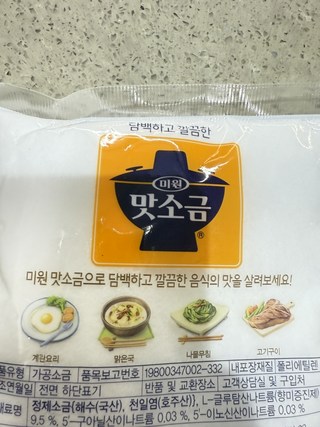 담백하고 깔끔한
미원
맛소금
®
미원 맛소금으로 담백하고 깔끔한 음식의 맛을 살려보세요!
계란요리 맑은국 나물무침 고기구이
품유형 가공소금 품목보고번호 19800347002-332 내포장재질 폴리에틸렌
조연월일 전면 하단표기 반품 및 교환장소 고객상담실 및 구입처
재료명 정제소금(해수(국산), 천일염(호주산)) L-글루탐산나트륨(향미증진제)
9.5 %, 5'-구아닐산이나트륨 0.03 %, 5'-이노신산이나트륨 0.03 %